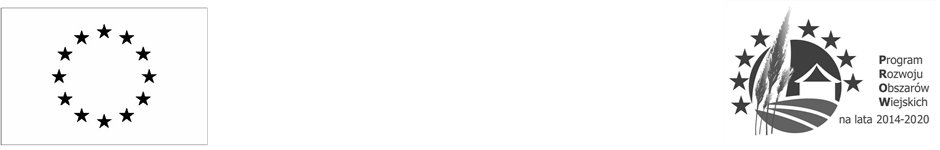 Program
Rozwoju
Obszarów
Wiejskich
na lata 2014-2020